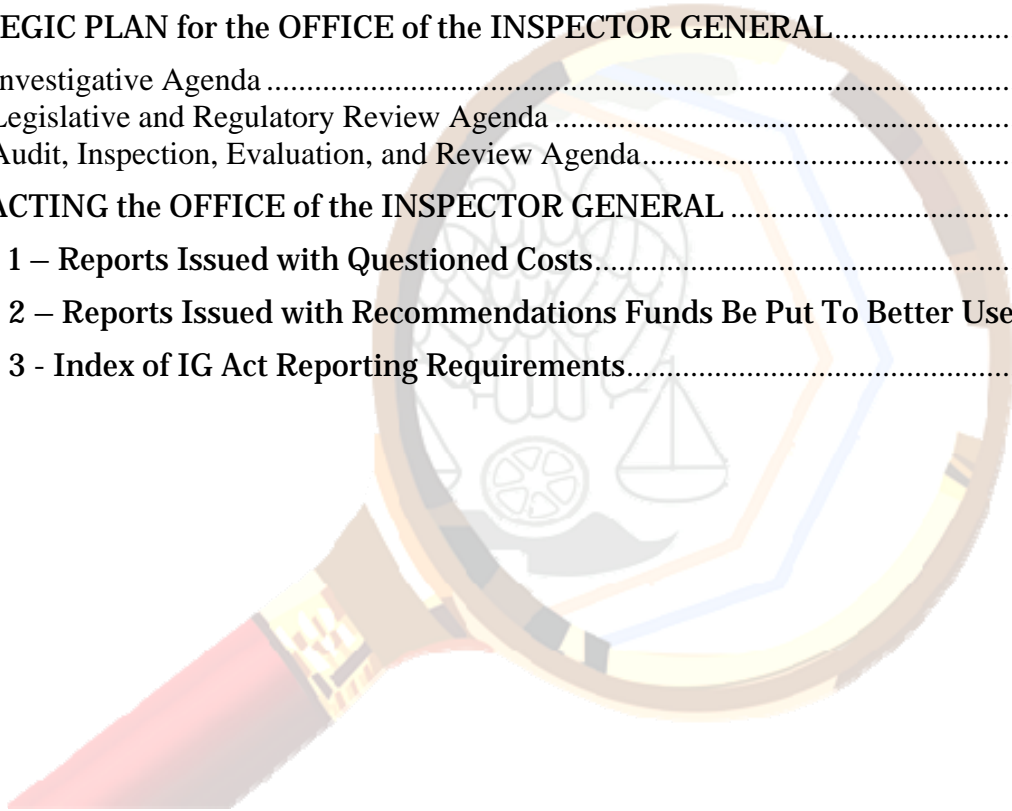 EGIC PLAN for the OFFICE of the INSPECTOR GENERAL......................
nvestigative Agenda ..........................................................................................
Legislative and Regulatory Review Agenda ........................................................
Audit, Inspection, Evaluation, and Review Agenda.............................................
ACTING the OFFICE of the INSPECTOR GENERAL ...................................
1 – Reports Issued with Questioned Costs....................................................
2 – Reports Issued with Recommendations Funds Be Put To Better Use
3 - Index of IG Act Reporting Requirements................................................